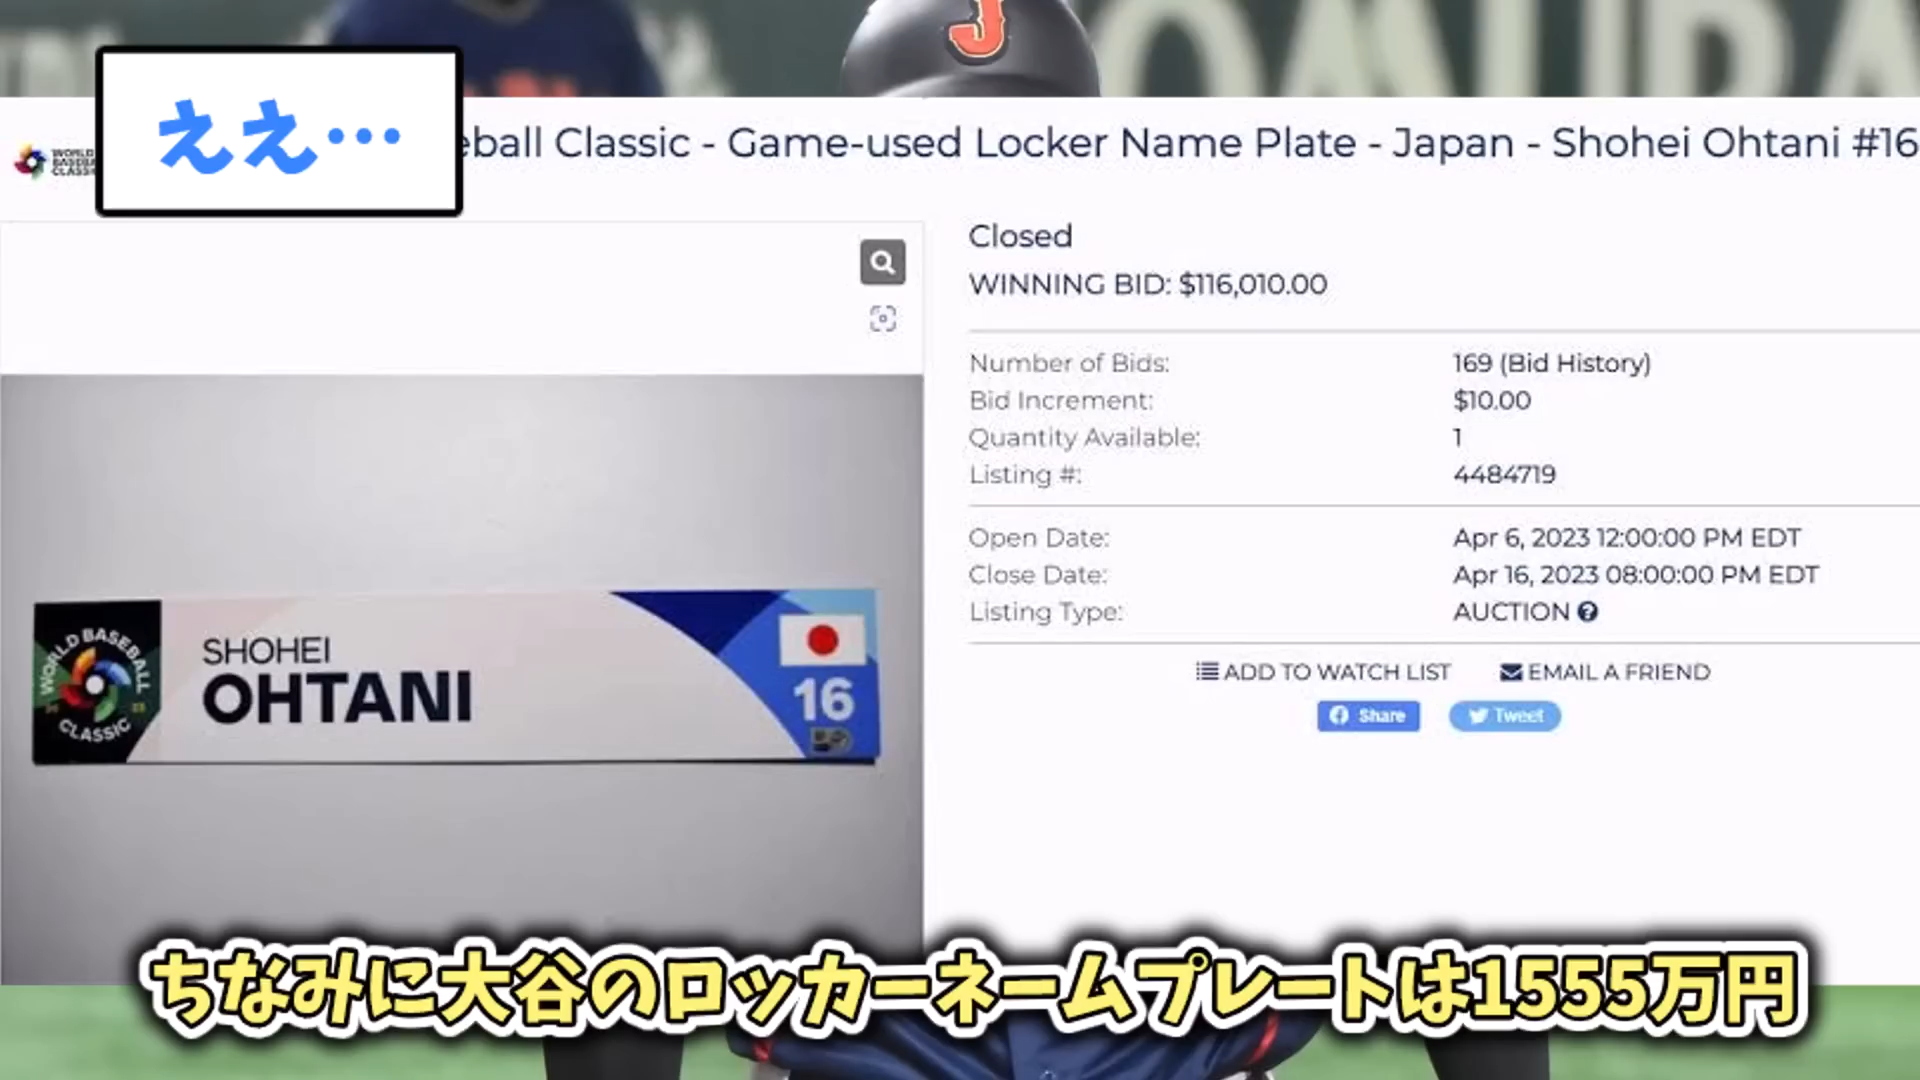 J
ええ…
WORLD
BASEBA
CLASSI
eball Classic - Game-used Locker Name Plate - Japan - Shohei Ohtani #16
Closed
WINNING BID: $116,010.00
Number of Bids: 169 (Bid History)
Bid Increment: $10.00
Quantity Available: 1
Listing #: 4484719
Open Date: Apr 6, 2023 12:00:00 PM EDT
Close Date: Apr 16, 2023 08:00:00 PM EDT
Listing Type: AUCTION ?
ADD TO WATCH LIST EMAIL A FRIEND
Share Tweet
WORLD BASEBALL
CLASSIC
SHOHEI
OHTANI
16
ちなみに大谷のロッカーネームプレートは1555万円